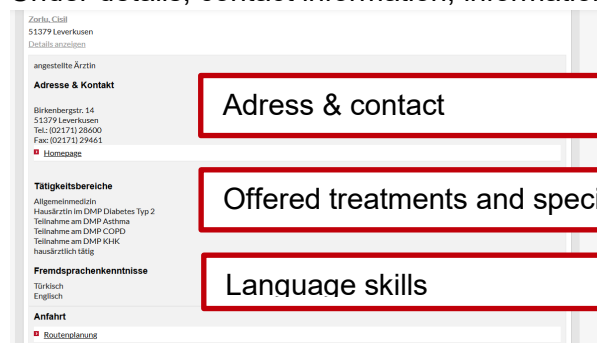 Zorlu, Cisil
51379 Leverkusen
Details anzeigen
angestellte Ärztin
Adresse & Kontakt
Adress & contact
Birkenbergstr. 14
51379 Leverkusen
Tel.: (02171) 28600
Fax: (02171) 29461
Homepage
Tätigkeitsbereiche
Offered treatments and speci
Allgemeinmedizin
Hausärztin im DMP Diabetes Typ 2
Teilnahme am DMP Asthma
Teilnahme am DMP COPD
Teilnahme am DMP KHK
hausärztlich tätig
Fremdsprachenkenntnisse
Language skills
Türkisch
Englisch
Anfahrt
Routenplanung